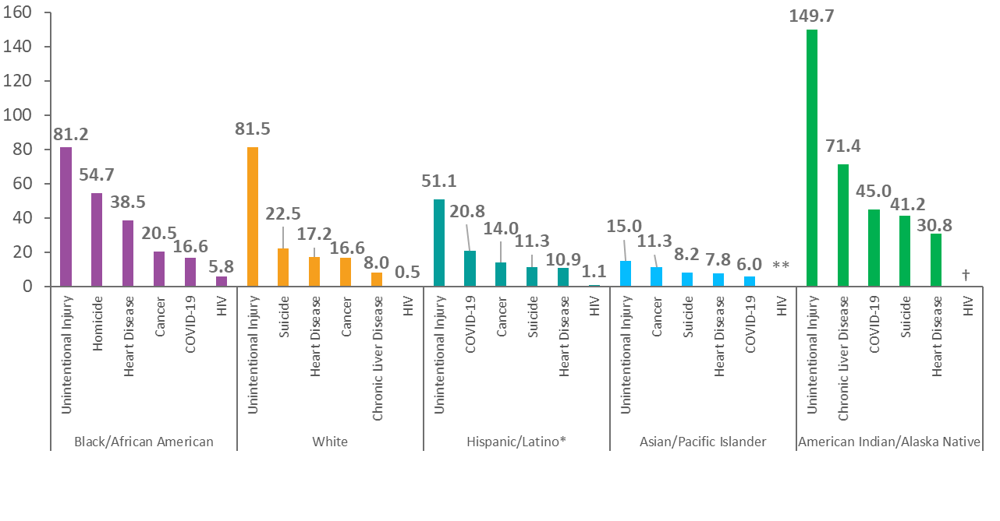 160
140
120
100
80
60
40
20
0
81.2
54.7
38.5
20.5
16.6
5.8
81.5
22.5
17.2
16.6
8.0
0.5
51.1
20.8
14.0
11.3
10.9
1.1
15.0
11.3
8.2
7.8
6.0
**
149.7
71.4
45.0
41.2
30.8
†
Unintentional Injury
Homicide
Heart Disease
Cancer
COVID-19
HIV
Unintentional Injury
Suicide
Heart Disease
Cancer
Chronic Liver Disease
HIV
Unintentional Injury
COVID-19
Cancer
Suicide
Heart Disease
HIV
Unintentional Injury
Cancer
Suicide
Heart Disease
COVID-19
HIV
Unintentional Injury
Chronic Liver Disease
COVID-19
Suicide
Heart Disease
HIV
Black/African American
White
Hispanic/Latino*
Asian/Pacific Islander
American Indian/Alaska Native